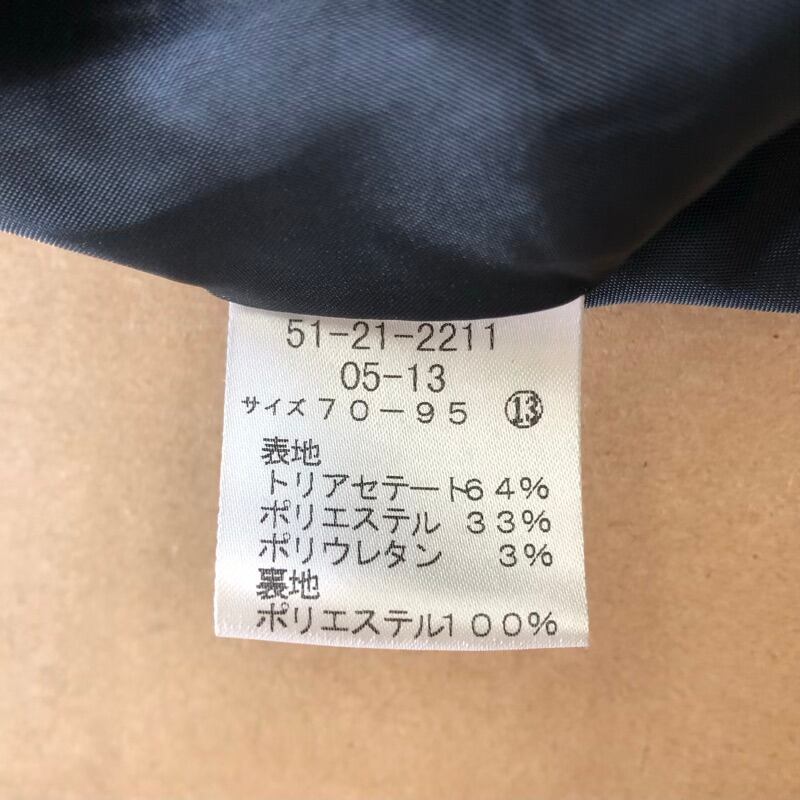 51-21-2211
05-13
サイズ 70-95 ⑬
表地
トリアセテート64%
ポリエステル 33%
ポリウレタン 3%
裏地
ポリエステル100%